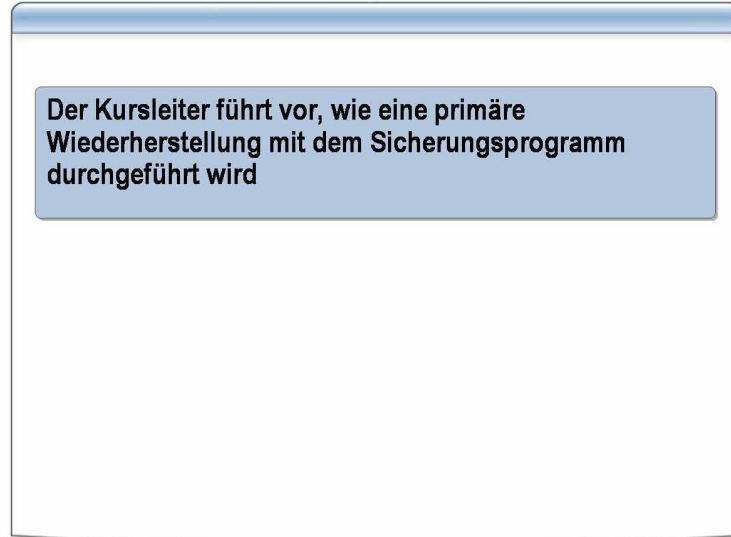 Der Kursleiter führt vor, wie eine primäre
Wiederherstellung mit dem Sicherungsprogramm
durchgeführt wird